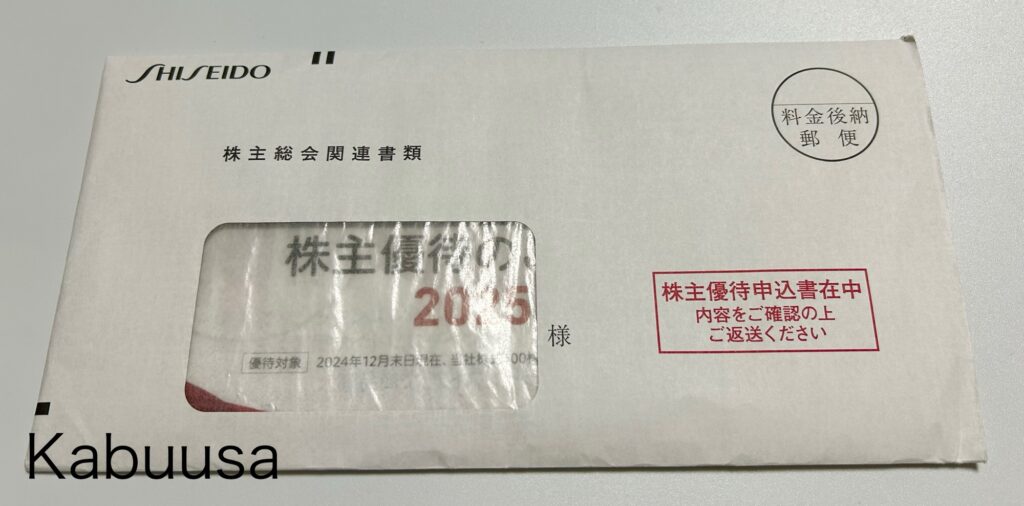 SHISEIDO
料金後納
郵便
株主総会関連書類
株主優待の
2025
様
優待対象 2024年12月末日現在、当社株
株主優待申込書在中
内容をご確認の上
ご返送ください
Kabuusa